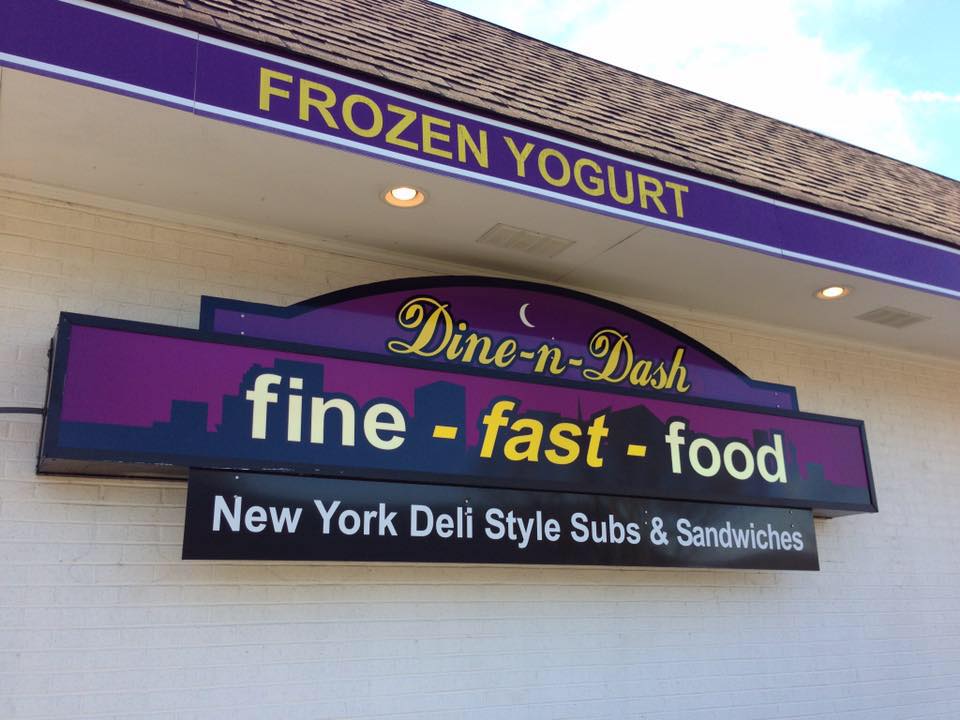 FROZEN YOGURT
Dine-n-Dash
fine - fast - food
New York Deli Style Subs & Sandwiches